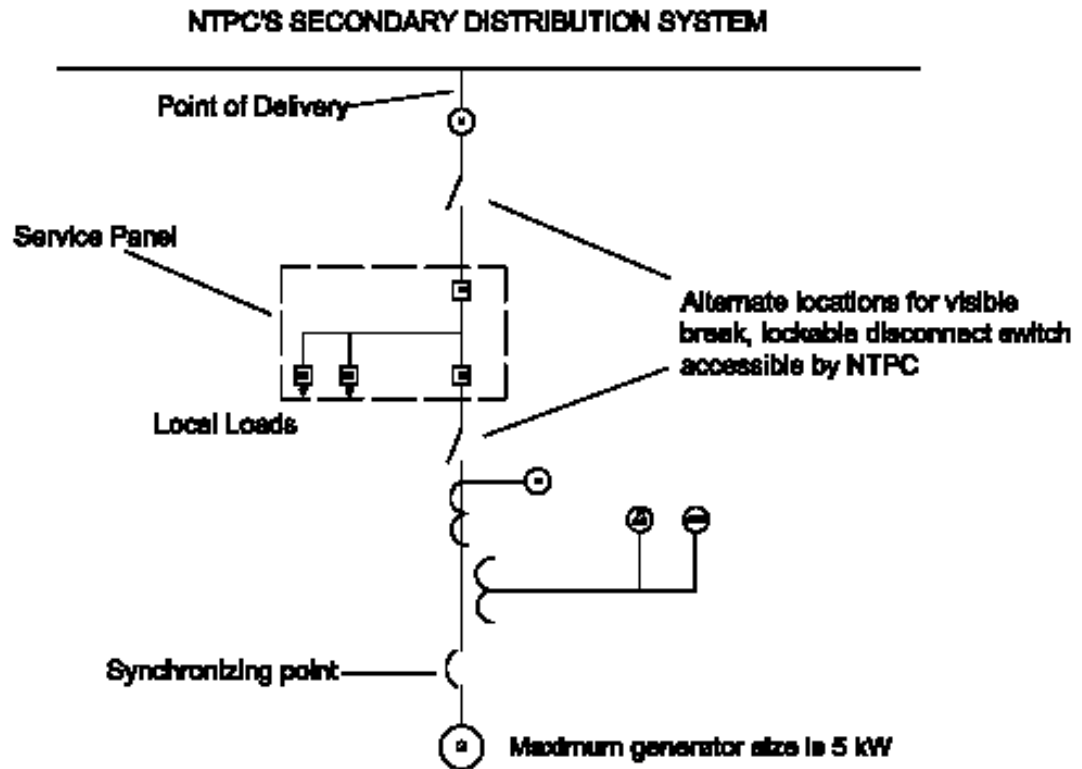 NTPC'S SECONDARY DISTRIBUTION SYSTEM
Point of Delivery
Service Panel
Alternate locations for visible
break, lockable disconnect switch
accessible by NTPC
Local Loads
Synchronizing point
Maximum generator size is 5 kW